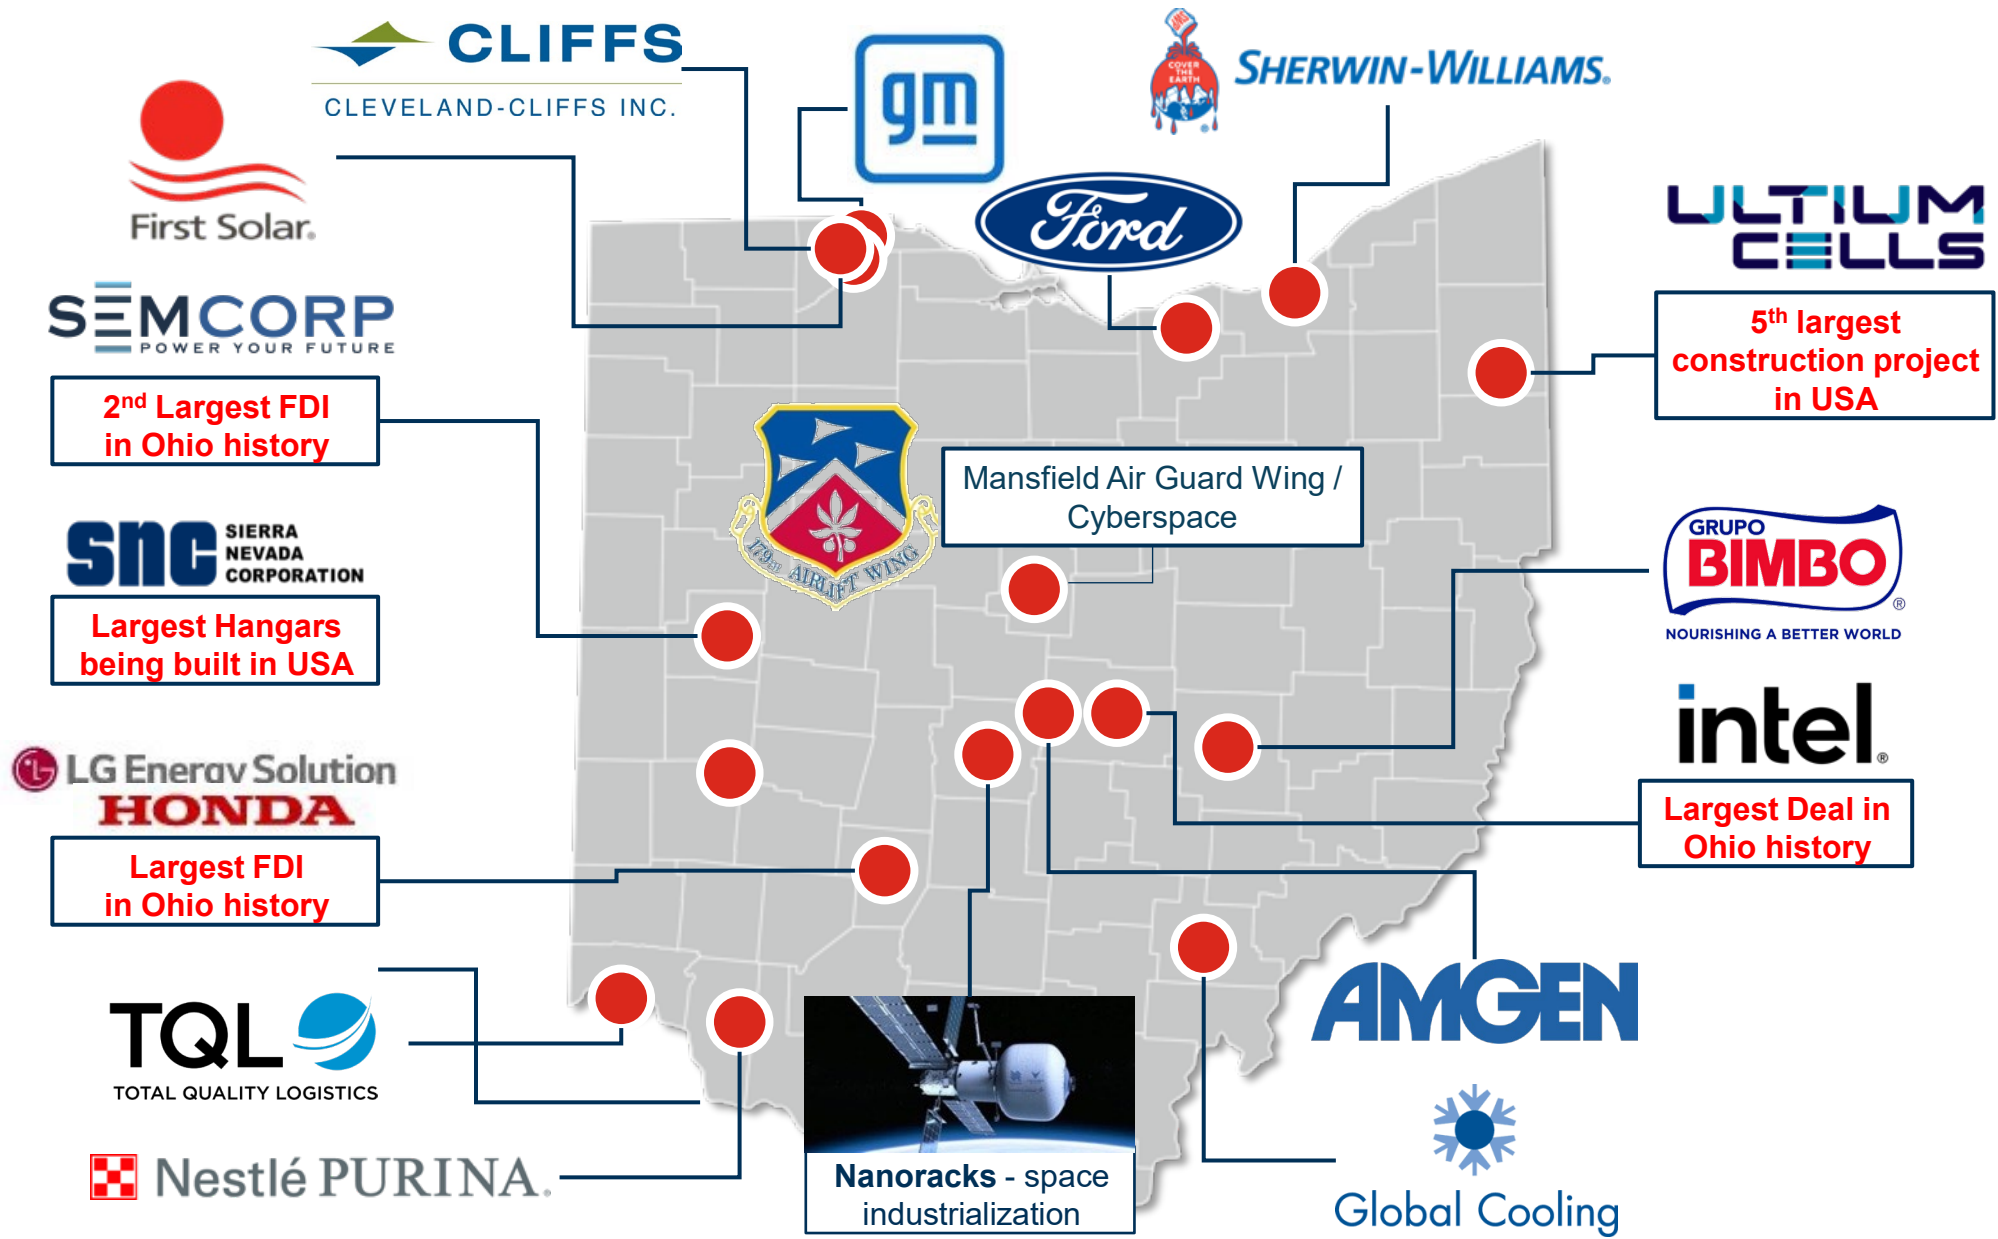 CLIFFS
CLEVELAND-CLIFFS INC.
gm
SWP
COVER
THE
EARTH
SHERWIN-WILLIAMS®
First Solar®
Ford
ULTIUM
CELLS
5th largest
construction project
in USA
SEMCORP
POWER YOUR FUTURE
2nd Largest FDI
in Ohio history
179TH AIRLIFT WING
Mansfield Air Guard Wing /
Cyberspace
snc SIERRA
NEVADA
CORPORATION
Largest Hangars
being built in USA
GRUPO
BIMBO
®
NOURISHING A BETTER WORLD
intel®
Largest Deal in
Ohio history
LG Energy Solution
HONDA
Largest FDI
in Ohio history
TQL
TOTAL QUALITY LOGISTICS
Nestlé PURINA®
Nanoracks - space
industrialization
AMGEN
Global Cooling